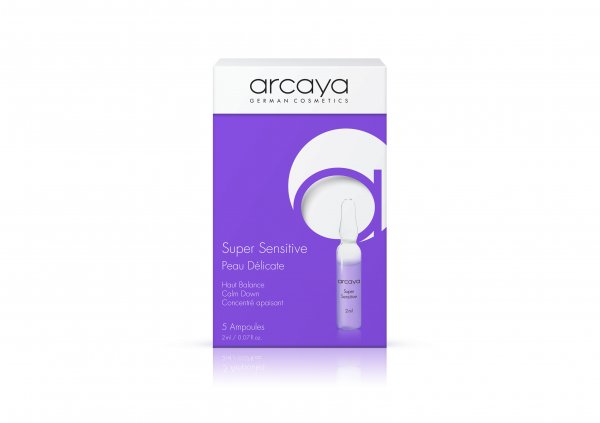 arcaya
GERMAN COSMETICS
Super Sensitive
Peau Délicate
Haut Balance
Calm Down
Concentré apaisant
5 Ampoules
2ml / 0,07fl.oz.
arcaya
Super
Sensitive
2ml